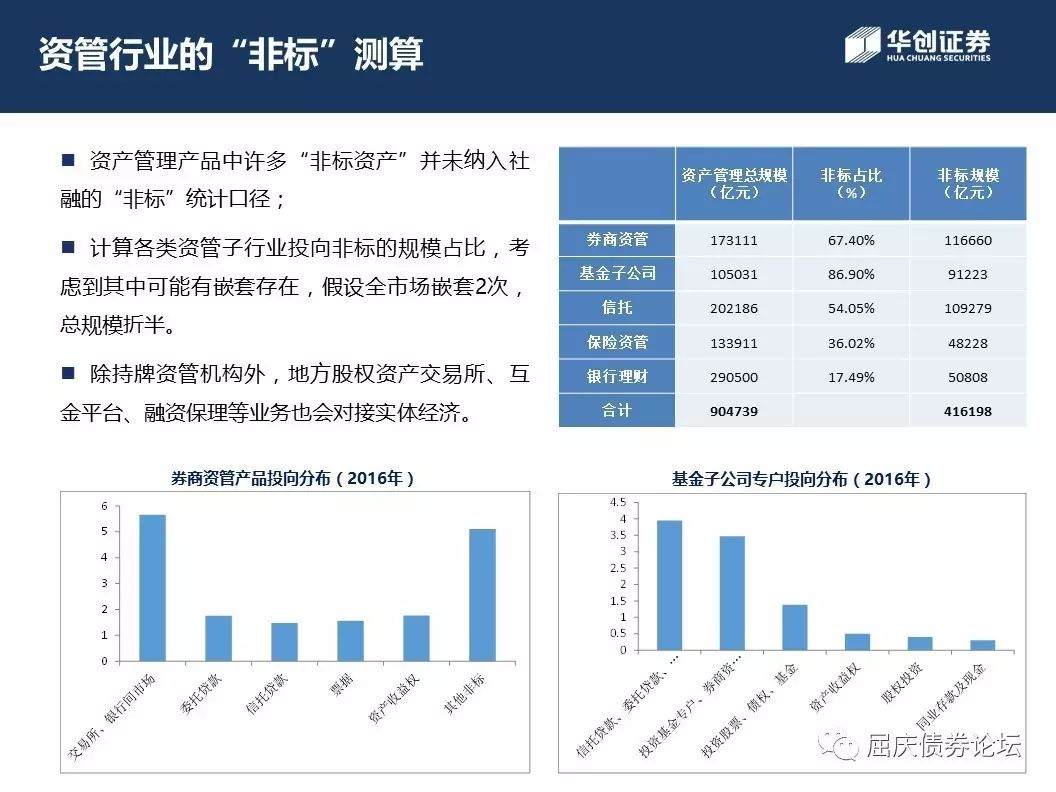 资管行业的“非标”测算
华创证券
HUA CHUANG SECURITIES
■ 资产管理产品中许多“非标资产”并未纳入社
融的“非标”统计口径；
■ 计算各类资管子行业投向非标的规模占比，考
虑到其中可能有嵌套存在，假设全市场嵌套2次，
总规模折半。
■ 除持牌资管机构外，地方股权资产交易所、互
金平台、融资保理等业务也会对接实体经济。
资产管理总规模（亿元） 非标占比（%） 非标规模（亿元）
券商资管 173111 67.40% 116660
基金子公司 105031 86.90% 91223
信托 202186 54.05% 109279
保险资管 133911 36.02% 48228
银行理财 290500 17.49% 50808
合计 904739 416198
券商资管产品投向分布（2016年）
6
5
4
3
2
1
0
交易所、银行间市场
委托贷款
信托贷款
票据
资产收益权
其他非标
基金子公司专户投向分布（2016年）
4.5
4
3.5
3
2.5
2
1.5
1
0.5
0
信托贷款、委托贷款、…
投资基金专户、券商资…
投资股票、债权、基金
资产收益权
股权投资
同业存款及现金
屈庆债券论坛